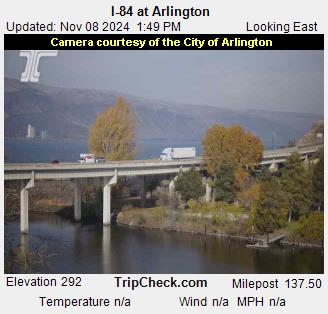 I-84 at Arlington
Updated: Nov 08 2024 1:49 PM Looking East
Camera courtesy of the City of Arlington
Elevation 292 TripCheck.com Milepost 137.50
Temperature n/a Wind n/a MPH n/a